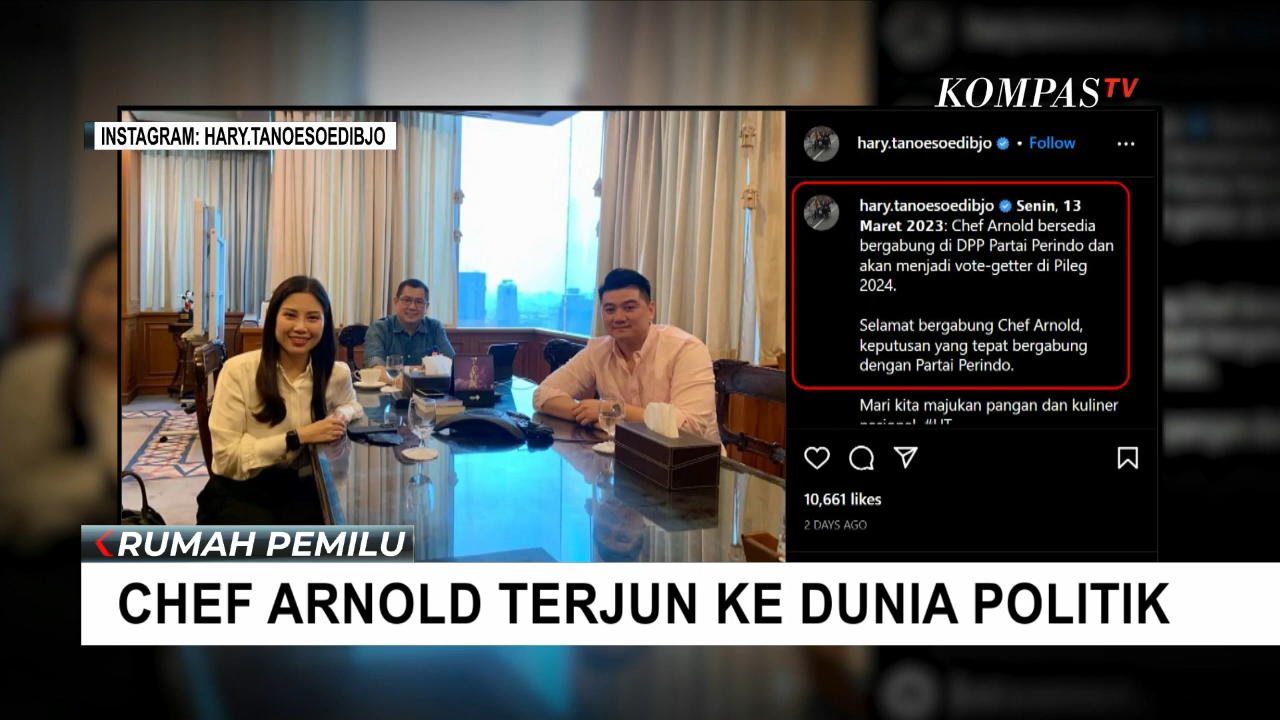 KOMPASTV
INSTAGRAM: HARY.TANOESOEDIBJO
hary.tanoesoedibjo • Follow
hary.tanoesoedibjo Senin, 13
Maret 2023: Chef Arnold bersedia
bergabung di DPP Partai Perindo dan
akan menjadi vote-getter di Pileg
2024.
Selamat bergabung Chef Arnold,
keputusan yang tepat bergabung
dengan Partai Perindo.
Mari kita majukan pangan dan kuliner
10,661 likes
2 DAYS AGO
RUMAH PEMILU
CHEF ARNOLD TERJUN KE DUNIA POLITIK